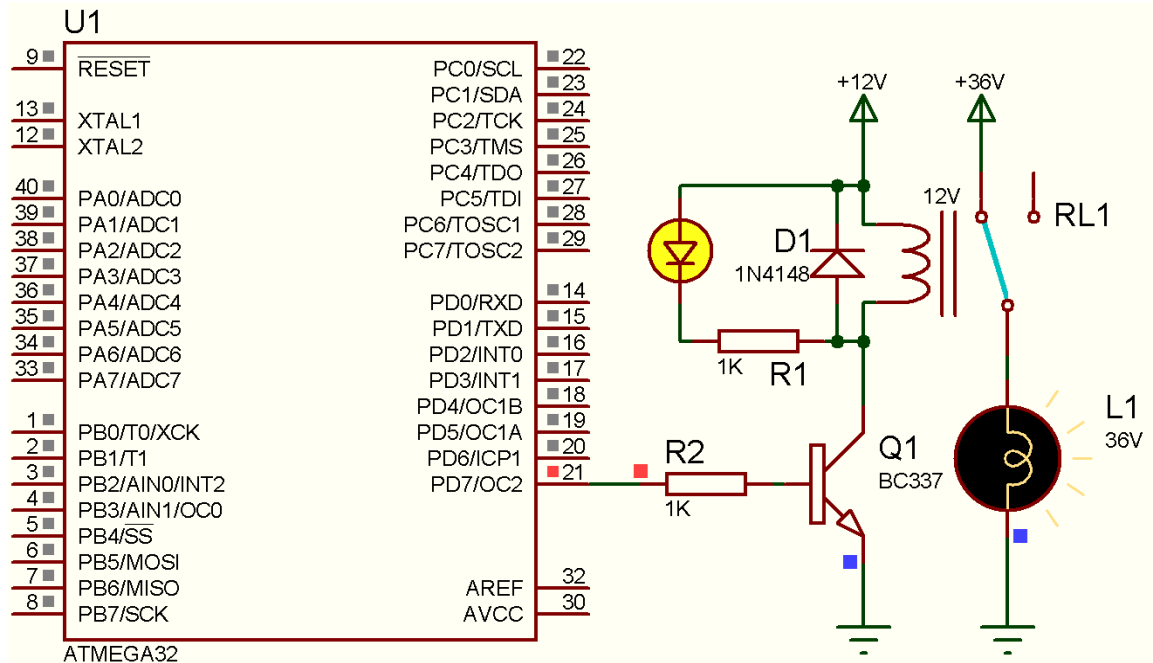 U1
9 RESET
13 XTAL1
12 XTAL2
40 PA0/ADC0
39 PA1/ADC1
38 PA2/ADC2
37 PA3/ADC3
36 PA4/ADC4
35 PA5/ADC5
34 PA6/ADC6
33 PA7/ADC7
1 PB0/T0/XCK
2 PB1/T1
3 PB2/AIN0/INT2
4 PB3/AIN1/OC0
5 PB4/SS
6 PB5/MOSI
7 PB6/MISO
8 PB7/SCK
PC0/SCL 22
PC1/SDA 23
PC2/TCK 24
PC3/TMS 25
PC4/TDO 26
PC5/TDI 27
PC6/TOSC1 28
PC7/TOSC2 29
PD0/RXD 14
PD1/TXD 15
PD2/INT0 16
PD3/INT1 17
PD4/OC1B 18
PD5/OC1A 19
PD6/ICP1 20
PD7/OC2 21
AREF 32
AVCC 30
ATMEGA32
+12V
+36V
12V
RL1
D1
1N4148
R1
1K
R2
1K
Q1
BC337
L1
36V